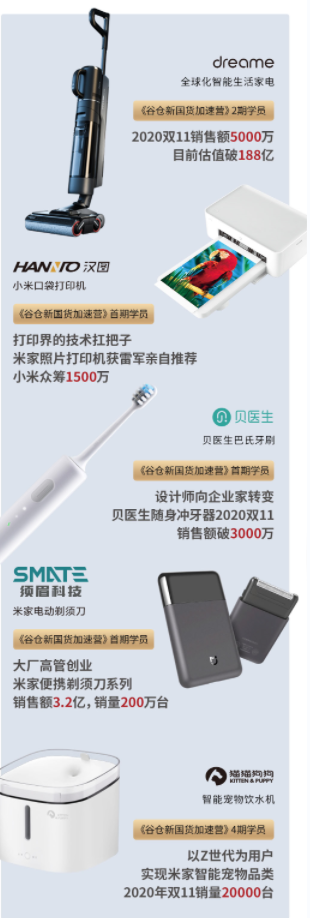 dreame
全球化智能生活家电
《谷仓新国货加速营》2期学员
2020双11销售额5000万
目前估值破188亿
HANNTO 汉图
小米口袋打印机
《谷仓新国货加速营》首期学员
打印界的技术扛把子
米家照片打印机获雷军亲自推荐
小米众筹1500万
贝医生
贝医生巴氏牙刷
《谷仓新国货加速营》首期学员
设计师向企业家转变
贝医生随身冲牙器2020双11
销售额破3000万
SMATE
须眉科技
米家电动剃须刀
《谷仓新国货加速营》首期学员
大厂高管创业
米家便携剃须刀系列
销售额3.2亿，销量200万台
猫猫狗狗
KITTEN & PUPPY
智能宠物饮水机
《谷仓新国货加速营》4期学员
以Z世代为用户
实现米家智能宠物品类
2020年双11销量20000台